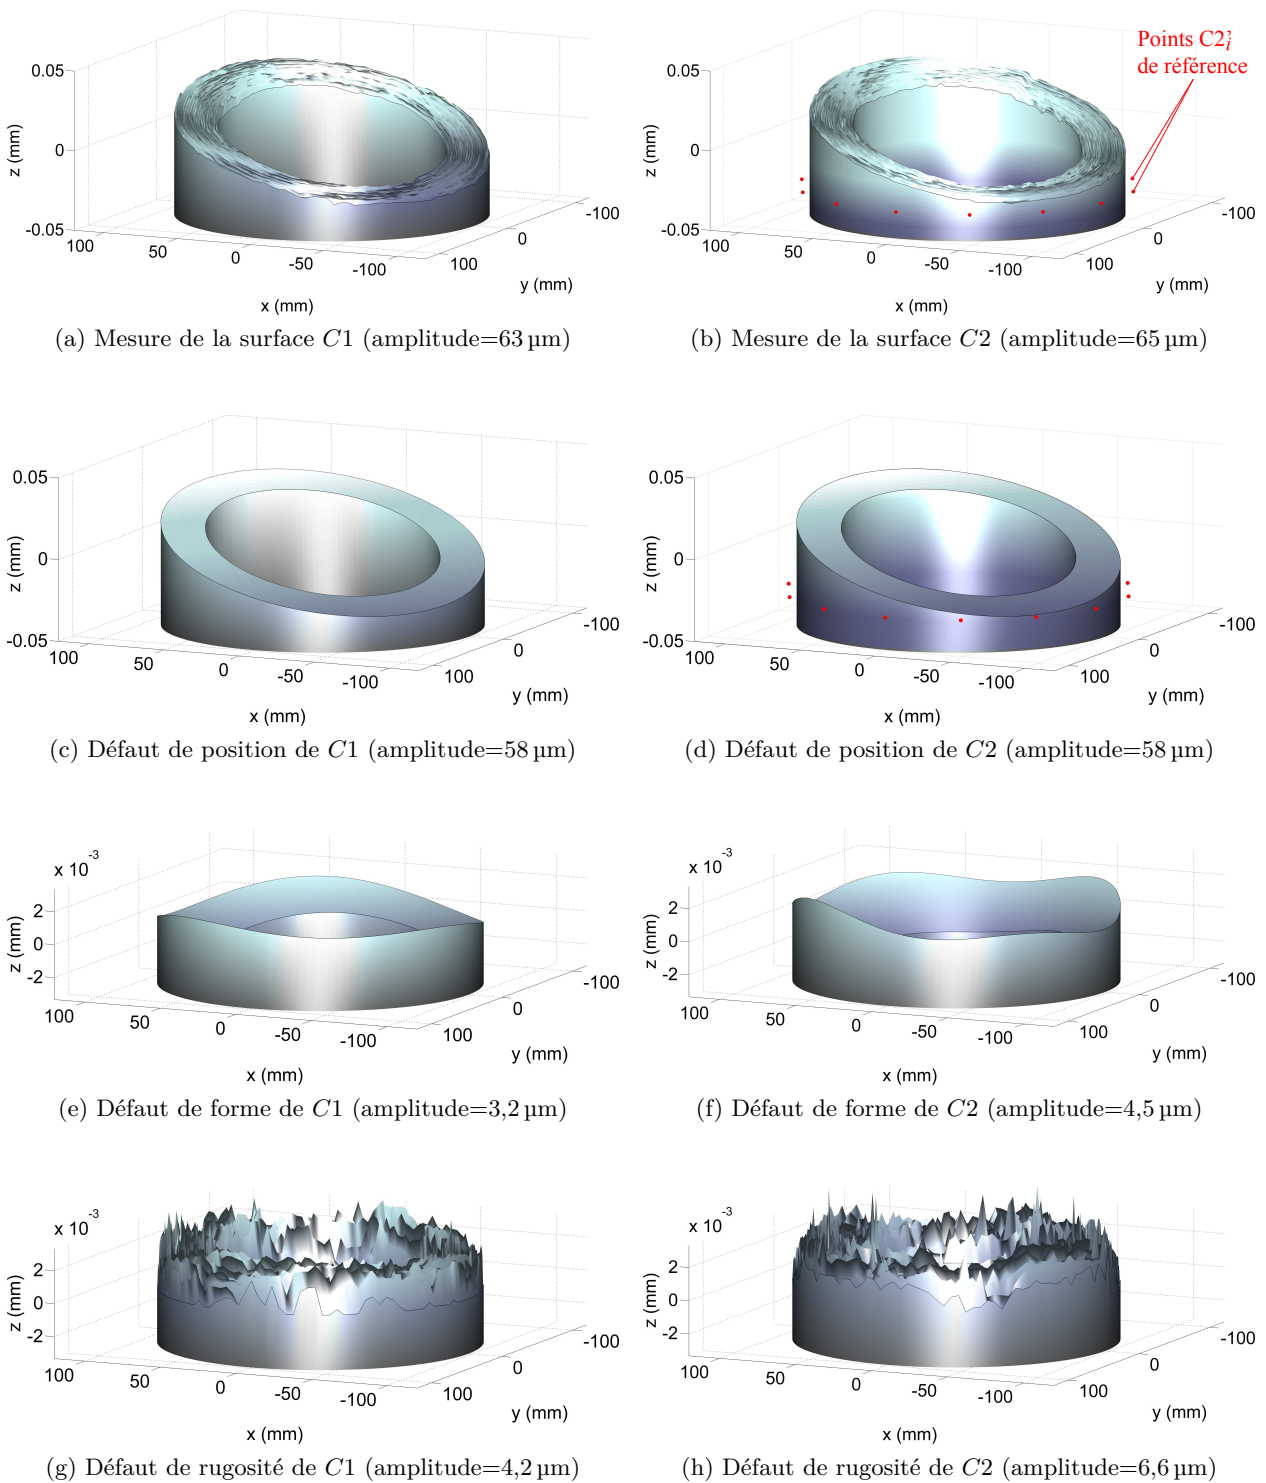 Points C2²ᵢ
de référence
0.05
0
-0.05
z (mm)
100
50
0
-50
-100
x (mm)
100
0
-100
y (mm)
0.05
0
-0.05
z (mm)
100
50
0
-50
-100
x (mm)
100
0
-100
y (mm)
(a) Mesure de la surface C1 (amplitude=63 µm)
(b) Mesure de la surface C2 (amplitude=65 µm)
0.05
0
-0.05
z (mm)
100
50
0
-50
-100
x (mm)
100
0
-100
y (mm)
0.05
0
-0.05
z (mm)
100
50
0
-50
-100
x (mm)
100
0
-100
y (mm)
(c) Défaut de position de C1 (amplitude=58 µm)
(d) Défaut de position de C2 (amplitude=58 µm)
x 10⁻³
2
0
-2
z (mm)
100
50
0
-50
-100
x (mm)
100
0
-100
y (mm)
x 10⁻³
2
0
-2
z (mm)
100
50
0
-50
-100
x (mm)
100
0
-100
y (mm)
(e) Défaut de forme de C1 (amplitude=3,2 µm)
(f) Défaut de forme de C2 (amplitude=4,5 µm)
x 10⁻³
2
0
-2
z (mm)
100
50
0
-50
-100
x (mm)
100
0
-100
y (mm)
x 10⁻³
2
0
-2
z (mm)
100
50
0
-50
-100
x (mm)
100
0
-100
y (mm)
(g) Défaut de rugosité de C1 (amplitude=4,2 µm)
(h) Défaut de rugosité de C2 (amplitude=6,6 µm)